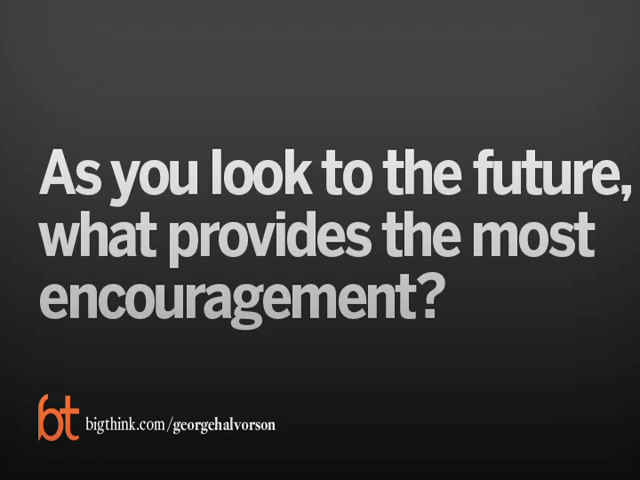 As you look to the future,
what provides the most
encouragement?
bt bigthink.com/georgehalvorson